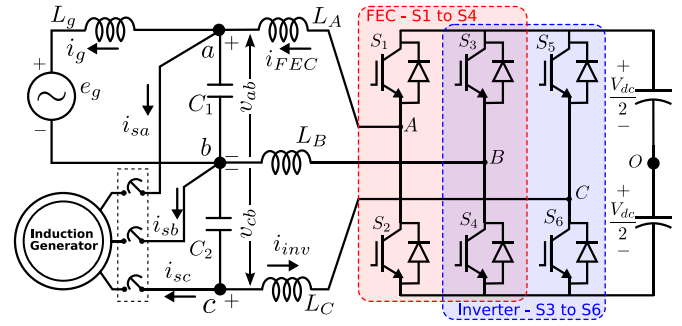 L_g
L_A
FEC - S1 to S4
i_g
a
+
i_FEC
S_1
S_3
S_5
+
e_g
−
C_1
v_ab
+
V_dc/2
−
i_sa
L_B
A
b
−
−
B
O
C
i_sb
Induction
Generator
C_2
v_cb
i_inv
S_2
S_4
S_6
+
V_dc/2
−
i_sc
c
+
L_C
Inverter - S3 to S6